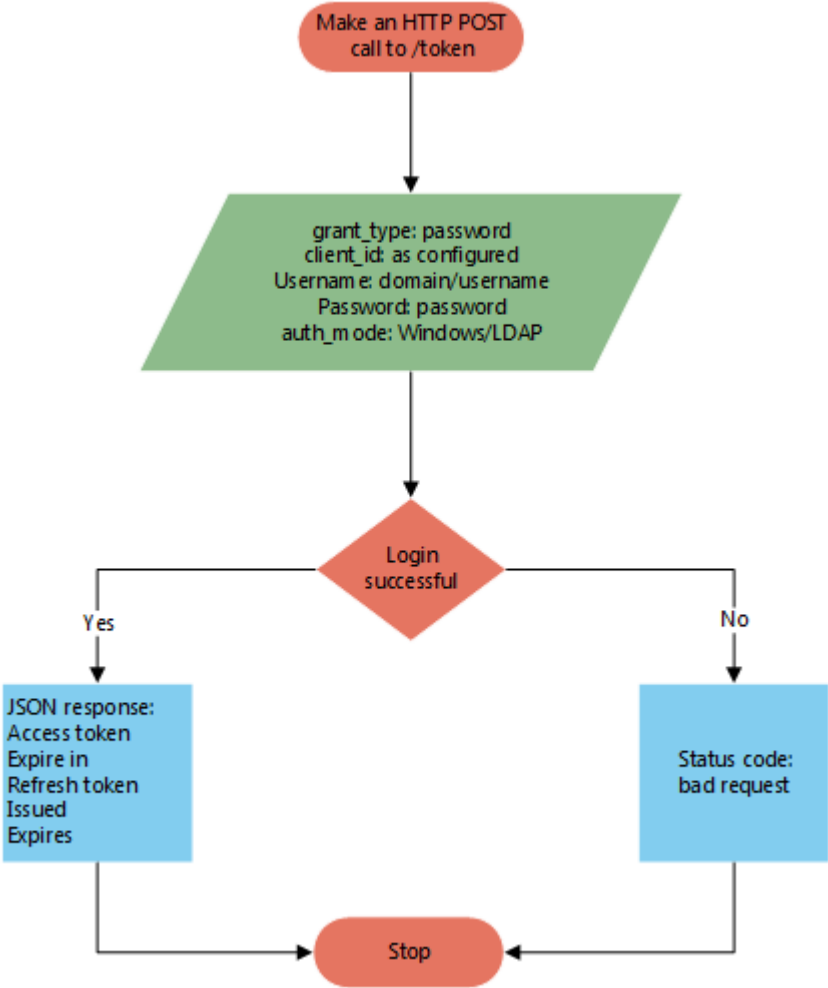 Make an HTTP POST
call to /token
grant_type: password
client_id: as configured
Username: domain/username
Password: password
auth_mode: Windows/LDAP
Login
successful
Yes
No
JSON response:
Access token
Expire in
Refresh token
Issued
Expires
Status code:
bad request
Stop